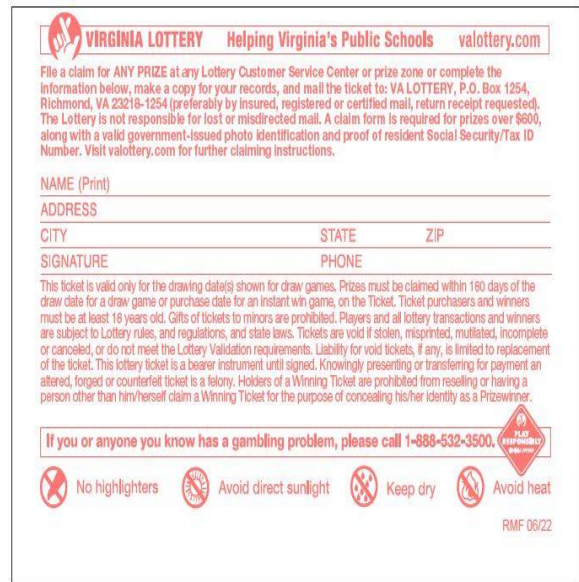 VIRGINIA LOTTERY Helping Virginia's Public Schools valottery.com
File a claim for ANY PRIZE at any Lottery Customer Service Center or prize zone or complete the
information below, make a copy for your records, and mail the ticket to: VA LOTTERY, P.O. Box 1254,
Richmond, VA 23218-1254 (preferably by insured, registered or certified mail, return receipt requested).
The Lottery is not responsible for lost or misdirected mail. A claim form is required for prizes over $600,
along with a valid government-issued photo identification and proof of resident Social Security/Tax ID
Number. Visit valottery.com for further claiming instructions.
NAME (Print)
ADDRESS
CITY STATE ZIP
SIGNATURE PHONE
This ticket is valid only for the drawing date(s) shown for draw games. Prizes must be claimed within 180 days of the
draw date for a draw game or purchase date for an instant win game, on the Ticket. Ticket purchasers and winners
must be at least 18 years old. Gifts of tickets to minors are prohibited. Players and all lottery transactions and winners
are subject to Lottery rules, and regulations, and state laws. Tickets are void if stolen, misprinted, mutilated, incomplete
or canceled, or do not meet the Lottery Validation requirements. Liability for void tickets, if any, is limited to replacement
of the ticket. This lottery ticket is a bearer instrument until signed. Knowingly presenting or transferring for payment an
altered, forged or counterfeit ticket is a felony. Holders of a Winning Ticket are prohibited from reselling or having a
person other than him/herself claim a Winning Ticket for the purpose of concealing his/her identity as a Prizewinner.
If you or anyone you know has a gambling problem, please call 1-888-532-3500.
PLAY
RESPONSIBLY
No highlighters Avoid direct sunlight Keep dry Avoid heat
RMF 06/22